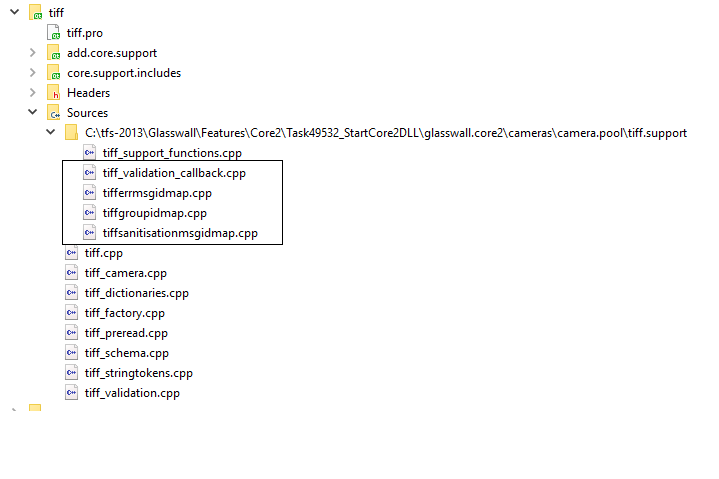 tiff
tiff.pro
add.core.support
core.support.includes
Headers
Sources
C:\tfs-2013\Glasswall\Features\Core2\Task49532_StartCore2DLL\glasswall.core2\cameras\camera.pool\tiff.support
tiff_support_functions.cpp
tiff_validation_callback.cpp
tifferrmsgidmap.cpp
tiffgroupidmap.cpp
tiffsanitisationmsgidmap.cpp
tiff.cpp
tiff_camera.cpp
tiff_dictionaries.cpp
tiff_factory.cpp
tiff_preread.cpp
tiff_schema.cpp
tiff_stringtokens.cpp
tiff_validation.cpp